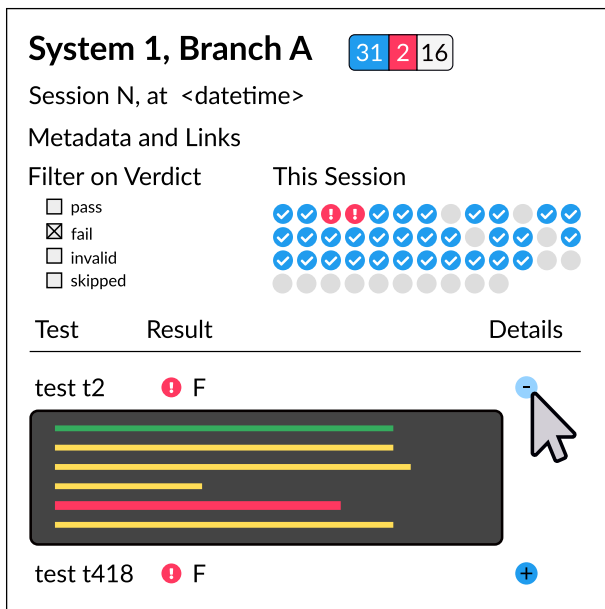 System 1, Branch A 31 2 16
Session N, at <datetime>
Metadata and Links
Filter on Verdict This Session
pass
fail
invalid
skipped
Test Result Details
test t2 ! F -
test t418 ! F +